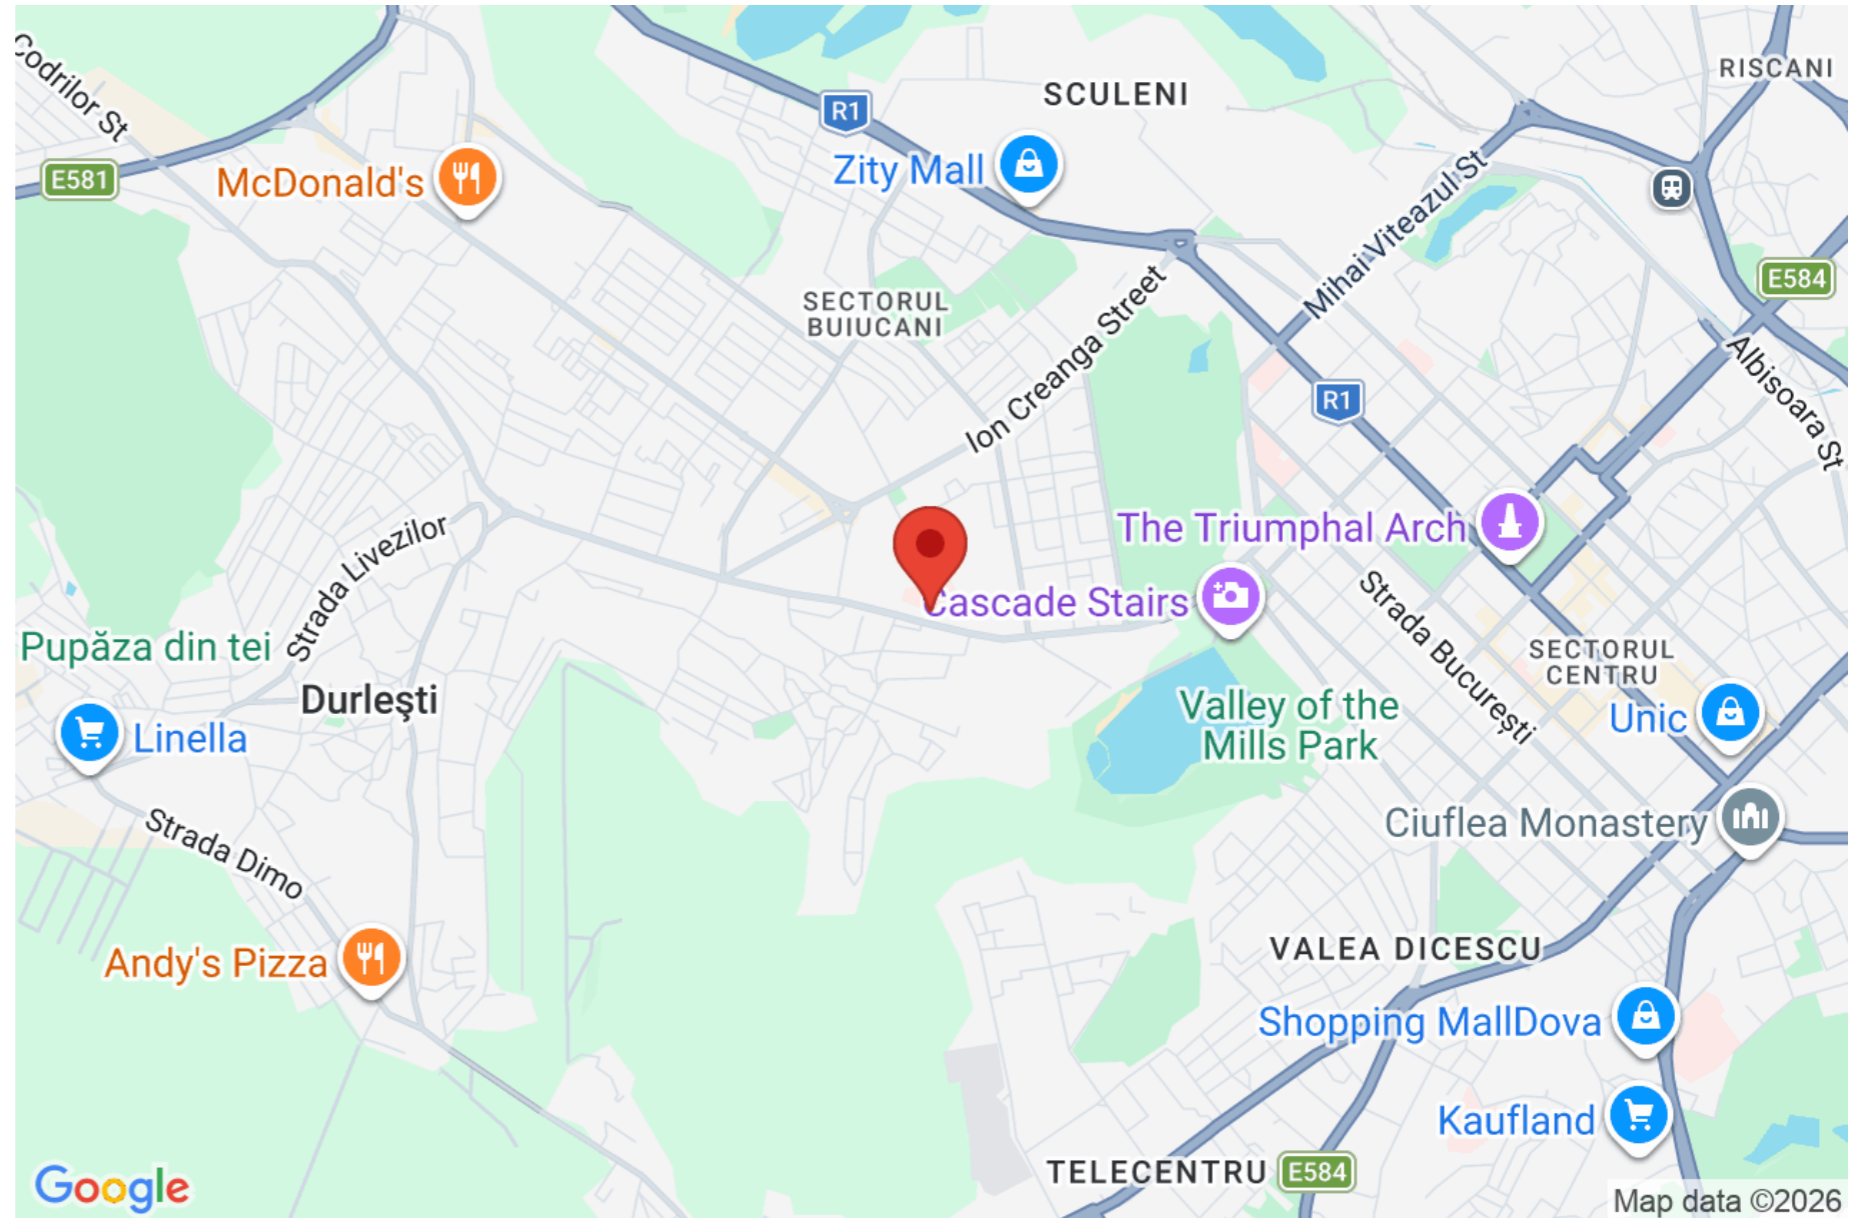 Codrilor St
RISCANI
SCULENI
R1
E581
McDonald's
Zity Mall
Mihai Viteazul St
E584
SECTORUL
BUIUCANI
Ion Creanga Street
Albisoara St
R1
The Triumphal Arch
Strada Livezilor
Cascade Stairs
Strada București
Pupăza din tei
SECTORUL
CENTRU
Durleşti
Valley of the
Mills Park
Unic
Linella
Ciuflea Monastery
Strada Dimo
VALEA DICESCU
Andy's Pizza
Shopping MallDova
Kaufland
TELECENTRU
E584
Google
Map data ©2026